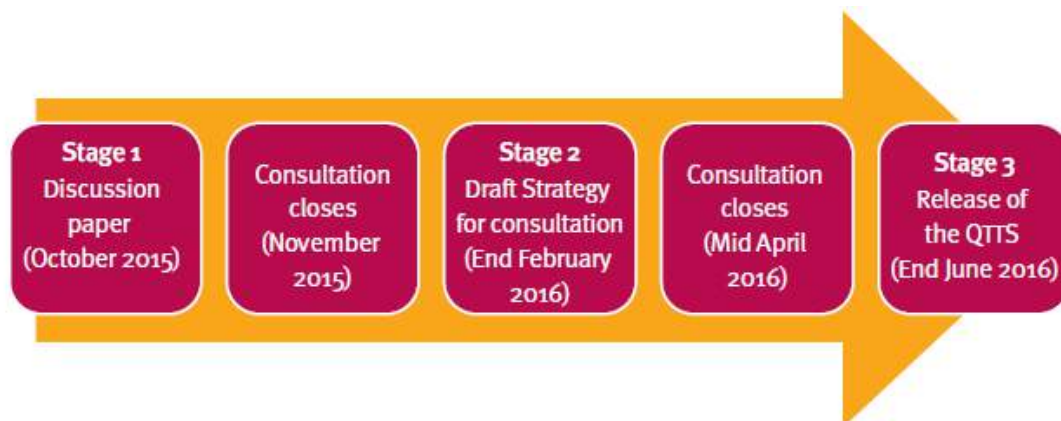 Stage 1
Discussion
paper
(October 2015)
Consultation
closes
(November
2015)
Stage 2
Draft Strategy
for consultation
(End February
2016)
Consultation
closes
(Mid April
2016)
Stage 3
Release of
the QTTS
(End June 2016)